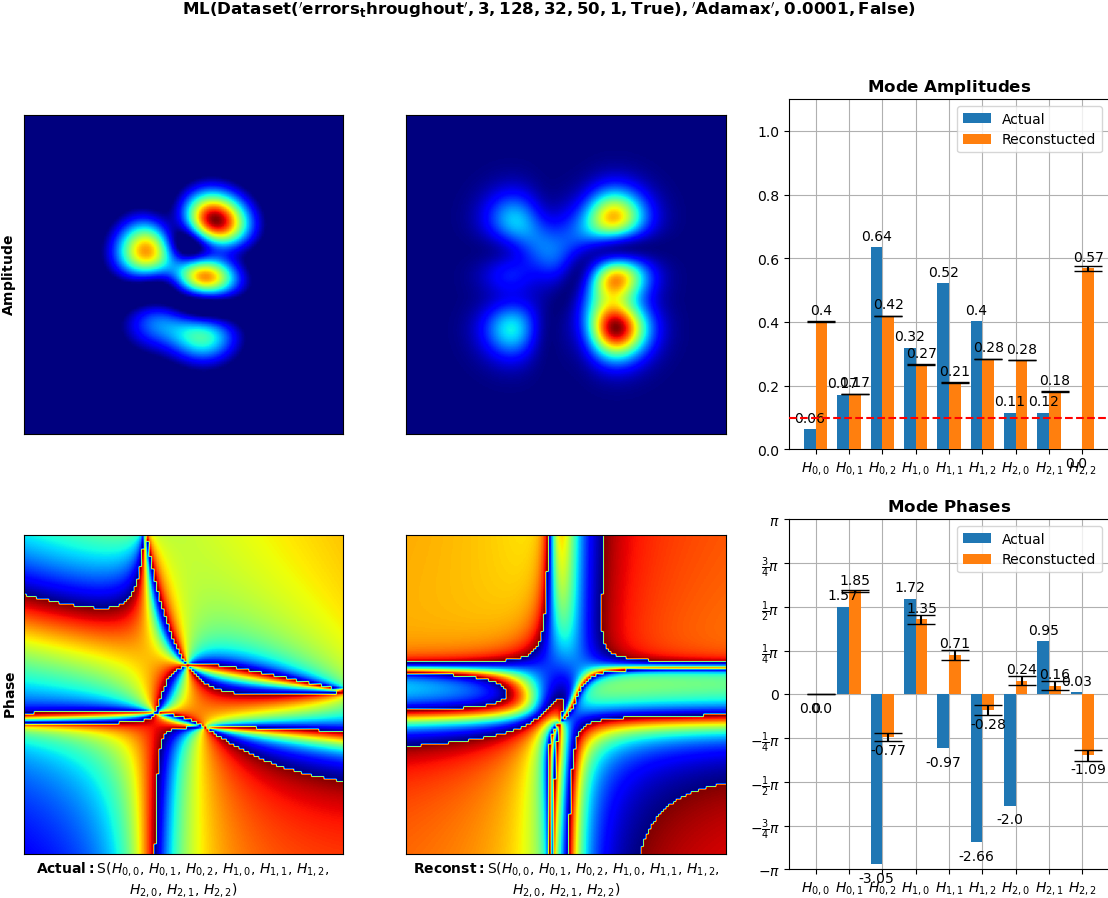 ML(Dataset('errors_throughout', 3, 128, 32, 50, 1, True), 'Adamax', 0.0001, False)
Amplitude
Mode Amplitudes
Actual
Reconstucted
1.0
0.8
0.6
0.4
0.2
0.0
0.06
0.4
0.17
0.17
0.64
0.42
0.32
0.27
0.52
0.21
0.4
0.28
0.11
0.28
0.12
0.18
0.0
0.57
H0,0 H0,1 H0,2 H1,0 H1,1 H1,2 H2,0 H2,1 H2,2
Phase
Actual: S(H0,0, H0,1, H0,2, H1,0, H1,1, H1,2,
H2,0, H2,1, H2,2)
Reconst: S(H0,0, H0,1, H0,2, H1,0, H1,1, H1,2,
H2,0, H2,1, H2,2)
Mode Phases
Actual
Reconstucted
π
3/4π
1/2π
1/4π
0
−1/4π
−1/2π
−3/4π
−π
0.0
0.0
1.57
1.85
-3.05
-0.77
1.72
1.35
-0.97
0.71
-2.66
-0.28
-2.0
0.24
0.95
0.16
0.03
-1.09
H0,0 H0,1 H0,2 H1,0 H1,1 H1,2 H2,0 H2,1 H2,2